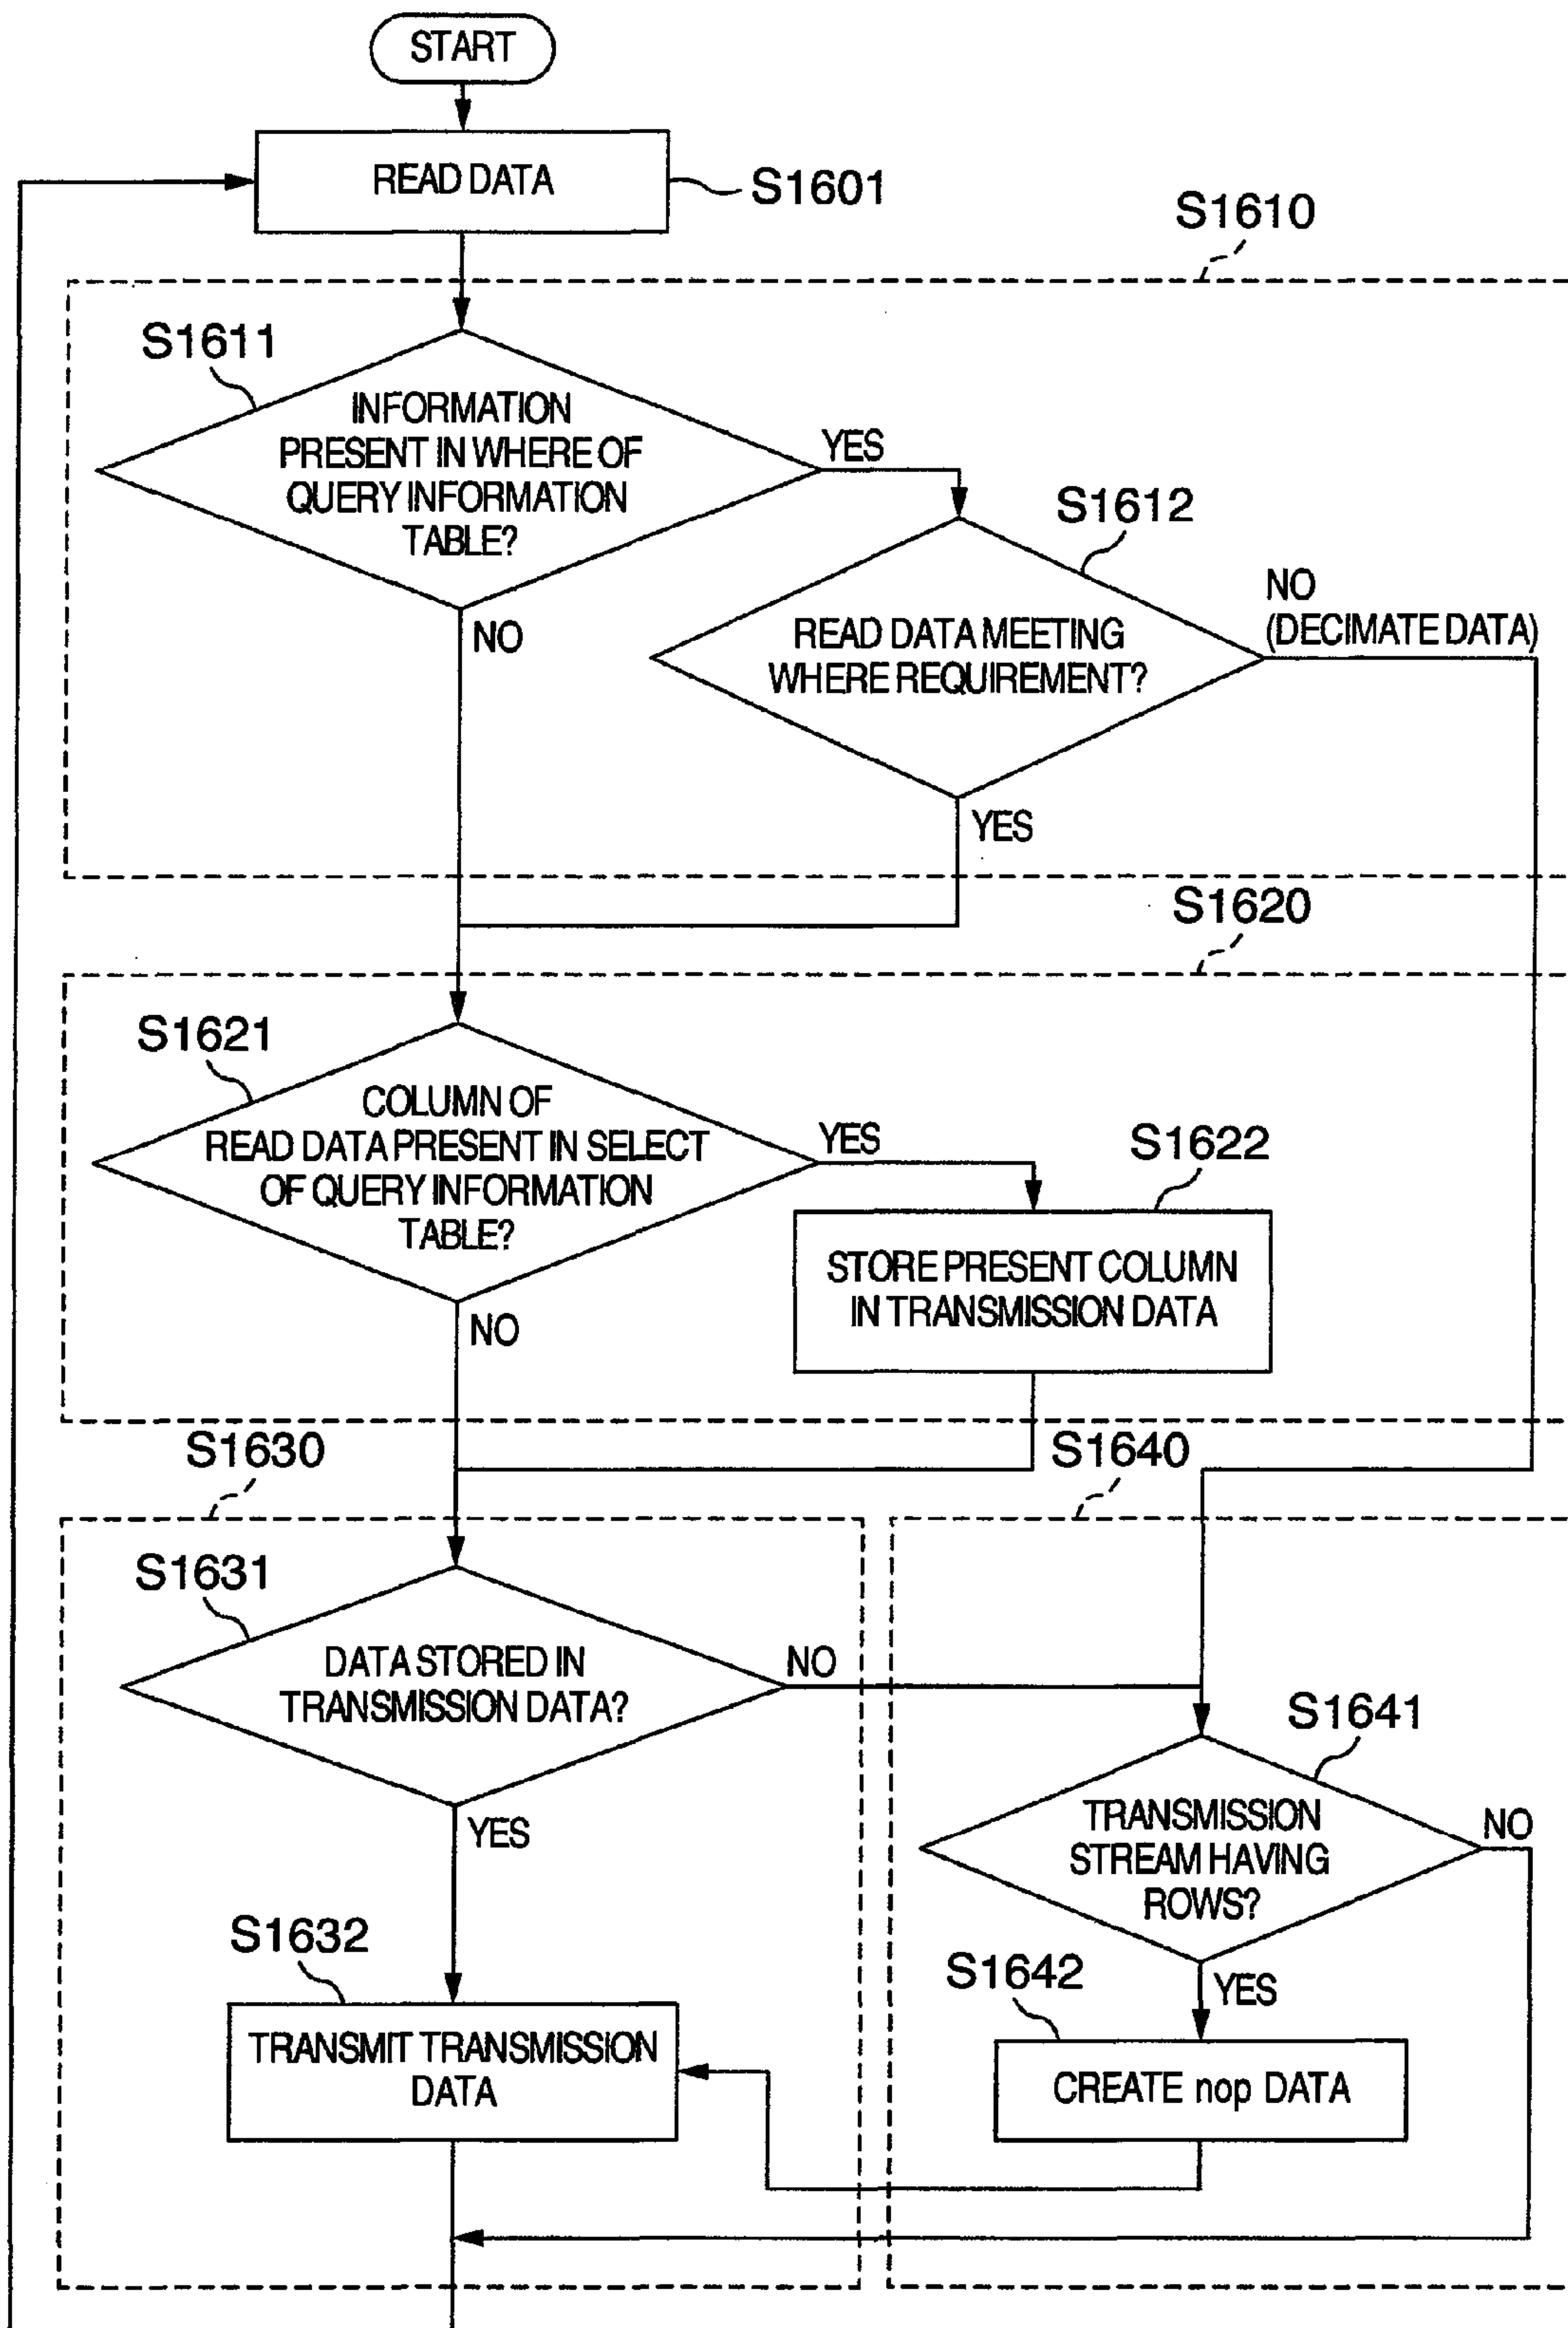 START
READ DATA
S1601
S1610
S1611
INFORMATION
PRESENT IN WHERE OF
QUERY INFORMATION
TABLE?
YES
NO
S1612
READ DATA MEETING
WHERE REQUIREMENT?
NO
(DECIMATE DATA)
YES
S1620
S1621
COLUMN OF
READ DATA PRESENT IN SELECT
OF QUERY INFORMATION
TABLE?
YES
NO
S1622
STORE PRESENT COLUMN
IN TRANSMISSION DATA
S1630
S1640
S1631
DATA STORED IN
TRANSMISSION DATA?
NO
YES
S1641
TRANSMISSION
STREAM HAVING
ROWS?
NO
YES
S1632
TRANSMIT TRANSMISSION
DATA
S1642
CREATE nop DATA